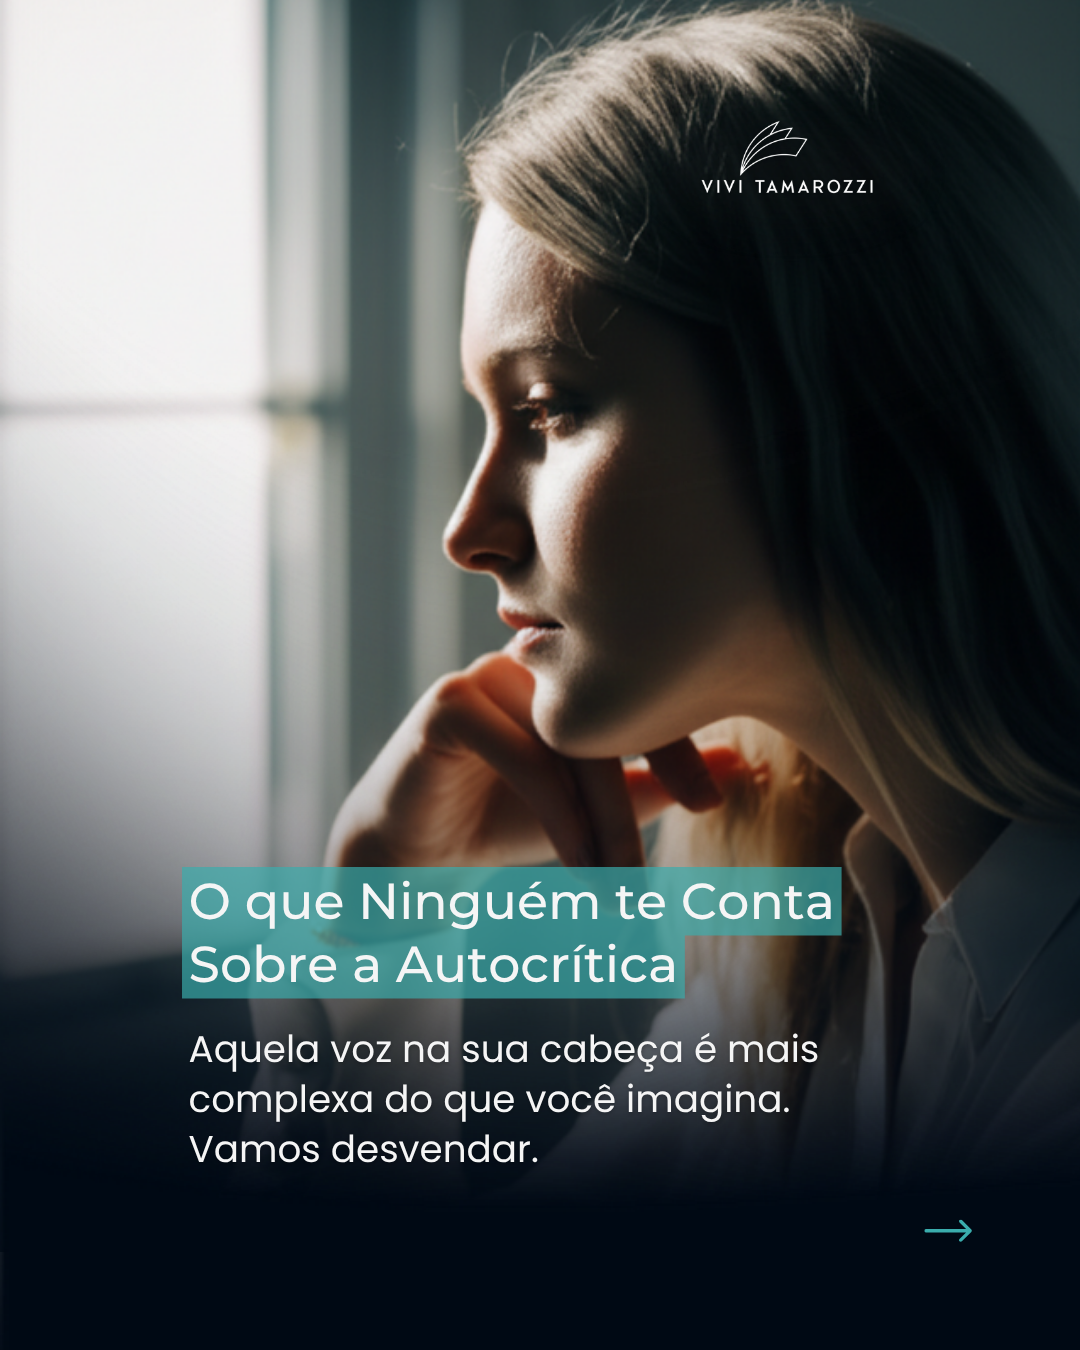 VIVI TAMAROZZI
O que Ninguém te Conta
Sobre a Autocrítica
Aquela voz na sua cabeça é mais
complexa do que você imagina.
Vamos desvendar.